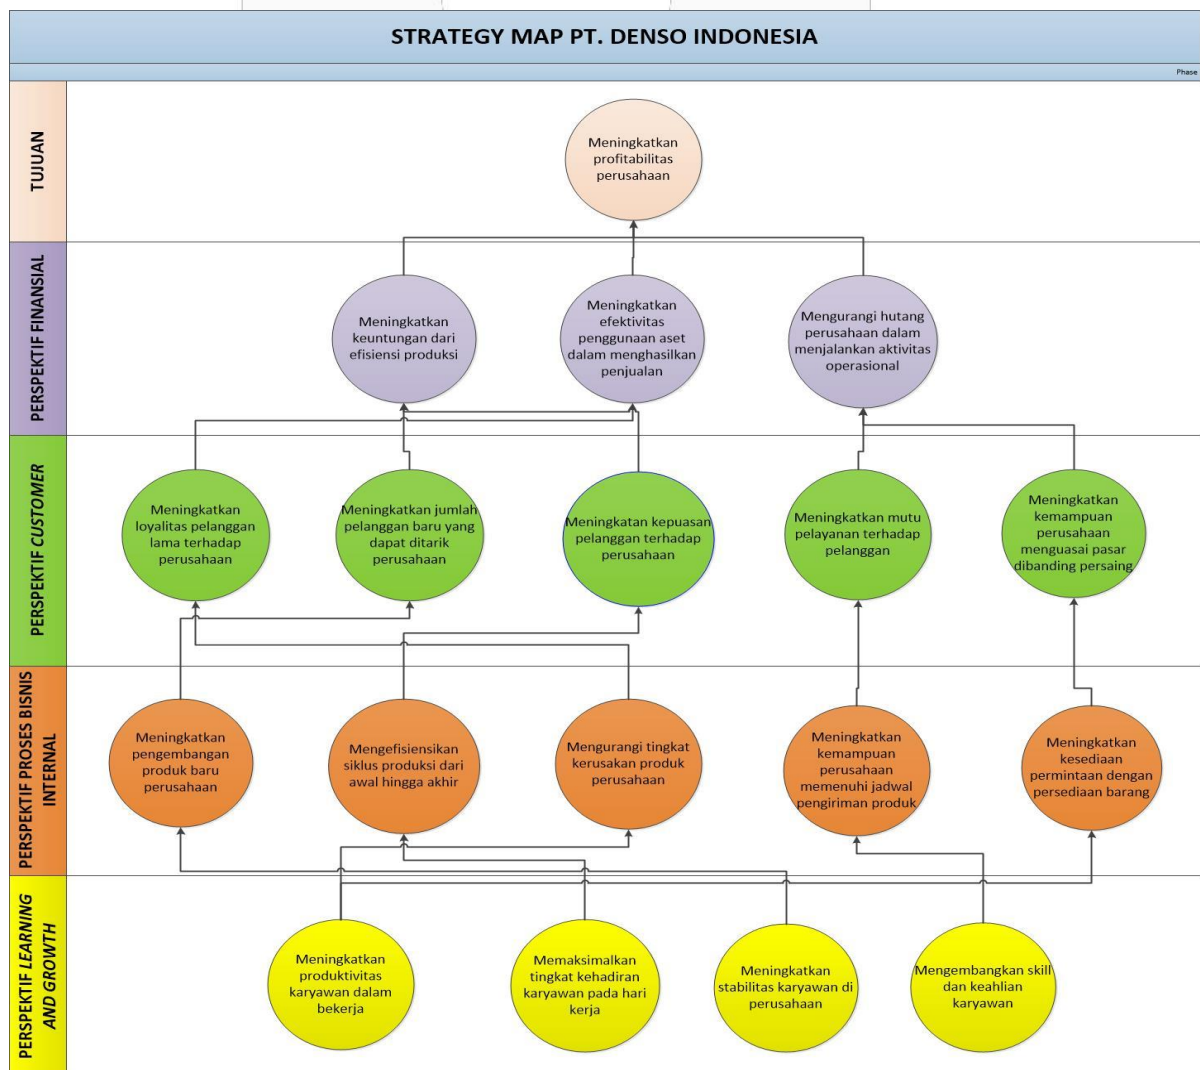 STRATEGY MAP PT. DENSO INDONESIA
Phase
TUJUAN
Meningkatkan
profitabilitas
perusahaan
PERSPEKTIF FINANSIAL
Meningkatkan
keuntungan dari
efisiensi produksi
Meningkatkan
efektivitas
penggunaan aset
dalam menghasilkan
penjualan
Mengurangi hutang
perusahaan dalam
menjalankan aktivitas
operasional
PERSPEKTIF CUSTOMER
Meningkatkan
loyalitas pelanggan
lama terhadap
perusahaan
Meningkatkan jumlah
pelanggan baru yang
dapat ditarik
perusahaan
Meningkatan kepuasan
pelanggan terhadap
perusahaan
Meningkatkan mutu
pelayanan terhadap
pelanggan
Meningkatkan
kemampuan
perusahaan
menguasai pasar
dibanding persaing
PERSPEKTIF PROSES BISNIS
INTERNAL
Meningkatkan
pengembangan
produk baru
perusahaan
Mengefisiensikan
siklus produksi dari
awal hingga akhir
Mengurangi tingkat
kerusakan produk
perusahaan
Meningkatkan
kemampuan
perusahaan
memenuhi jadwal
pengiriman produk
Meningkatkan
kesediaan
permintaan dengan
persediaan barang
PERSPEKTIF LEARNING
AND GROWTH
Meningkatkan
produktivitas
karyawan dalam
bekerja
Memaksimalkan
tingkat kehadiran
karyawan pada hari
kerja
Meningkatkan
stabilitas karyawan di
perusahaan
Mengembangkan skill
dan keahlian
karyawan